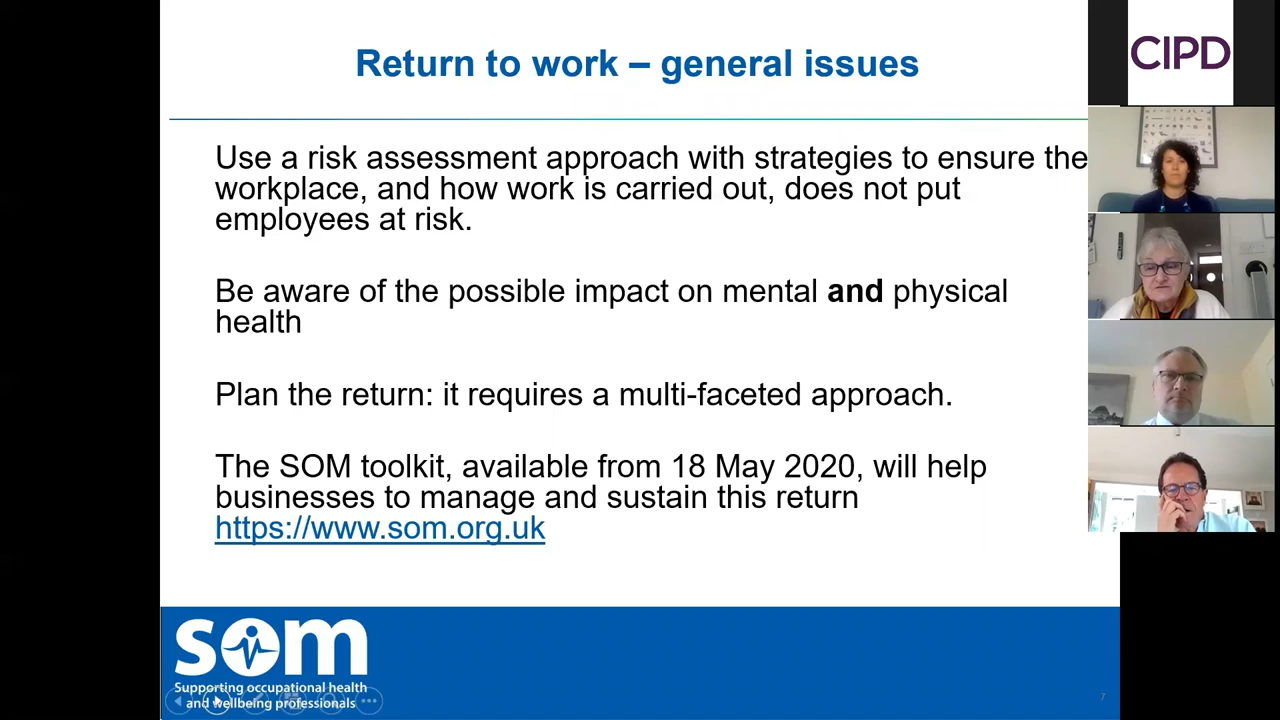 Return to work – general issues
CIPD
Use a risk assessment approach with strategies to ensure the
workplace, and how work is carried out, does not put
employees at risk.
Be aware of the possible impact on mental and physical
health
Plan the return: it requires a multi-faceted approach.
The SOM toolkit, available from 18 May 2020, will help
businesses to manage and sustain this return
https://www.som.org.uk
som
Supporting occupational health
and wellbeing professionals
7